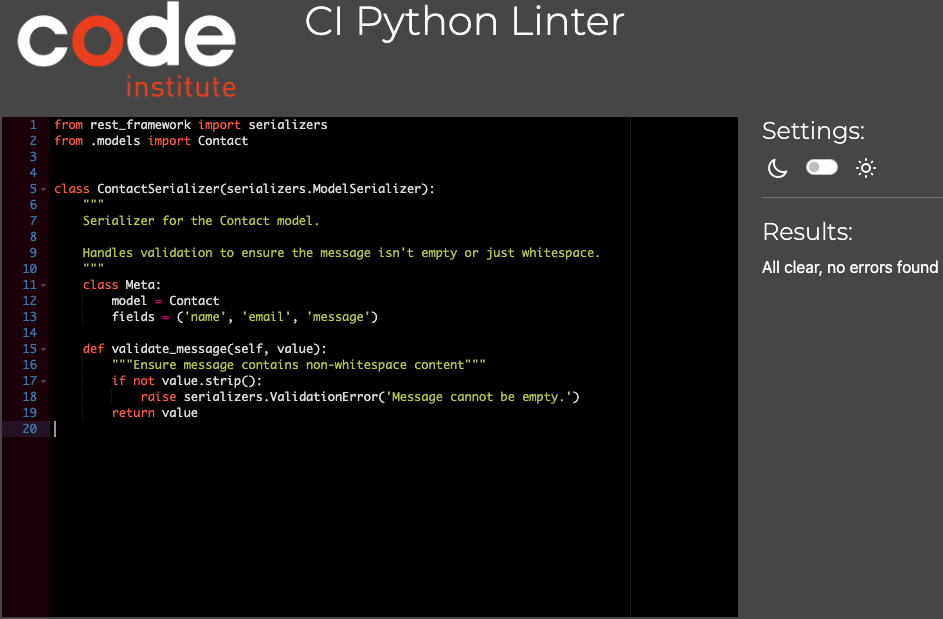 code
institute
CI Python Linter
1 from rest_framework import serializers
2 from .models import Contact
3
4
5 class ContactSerializer(serializers.ModelSerializer):
6     """
7     Serializer for the Contact model.
8
9     Handles validation to ensure the message isn't empty or just whitespace.
10     """
11     class Meta:
12         model = Contact
13         fields = ('name', 'email', 'message')
14
15     def validate_message(self, value):
16         """Ensure message contains non-whitespace content"""
17         if not value.strip():
18             raise serializers.ValidationError('Message cannot be empty.')
19         return value
20
Settings:
Results:
All clear, no errors found